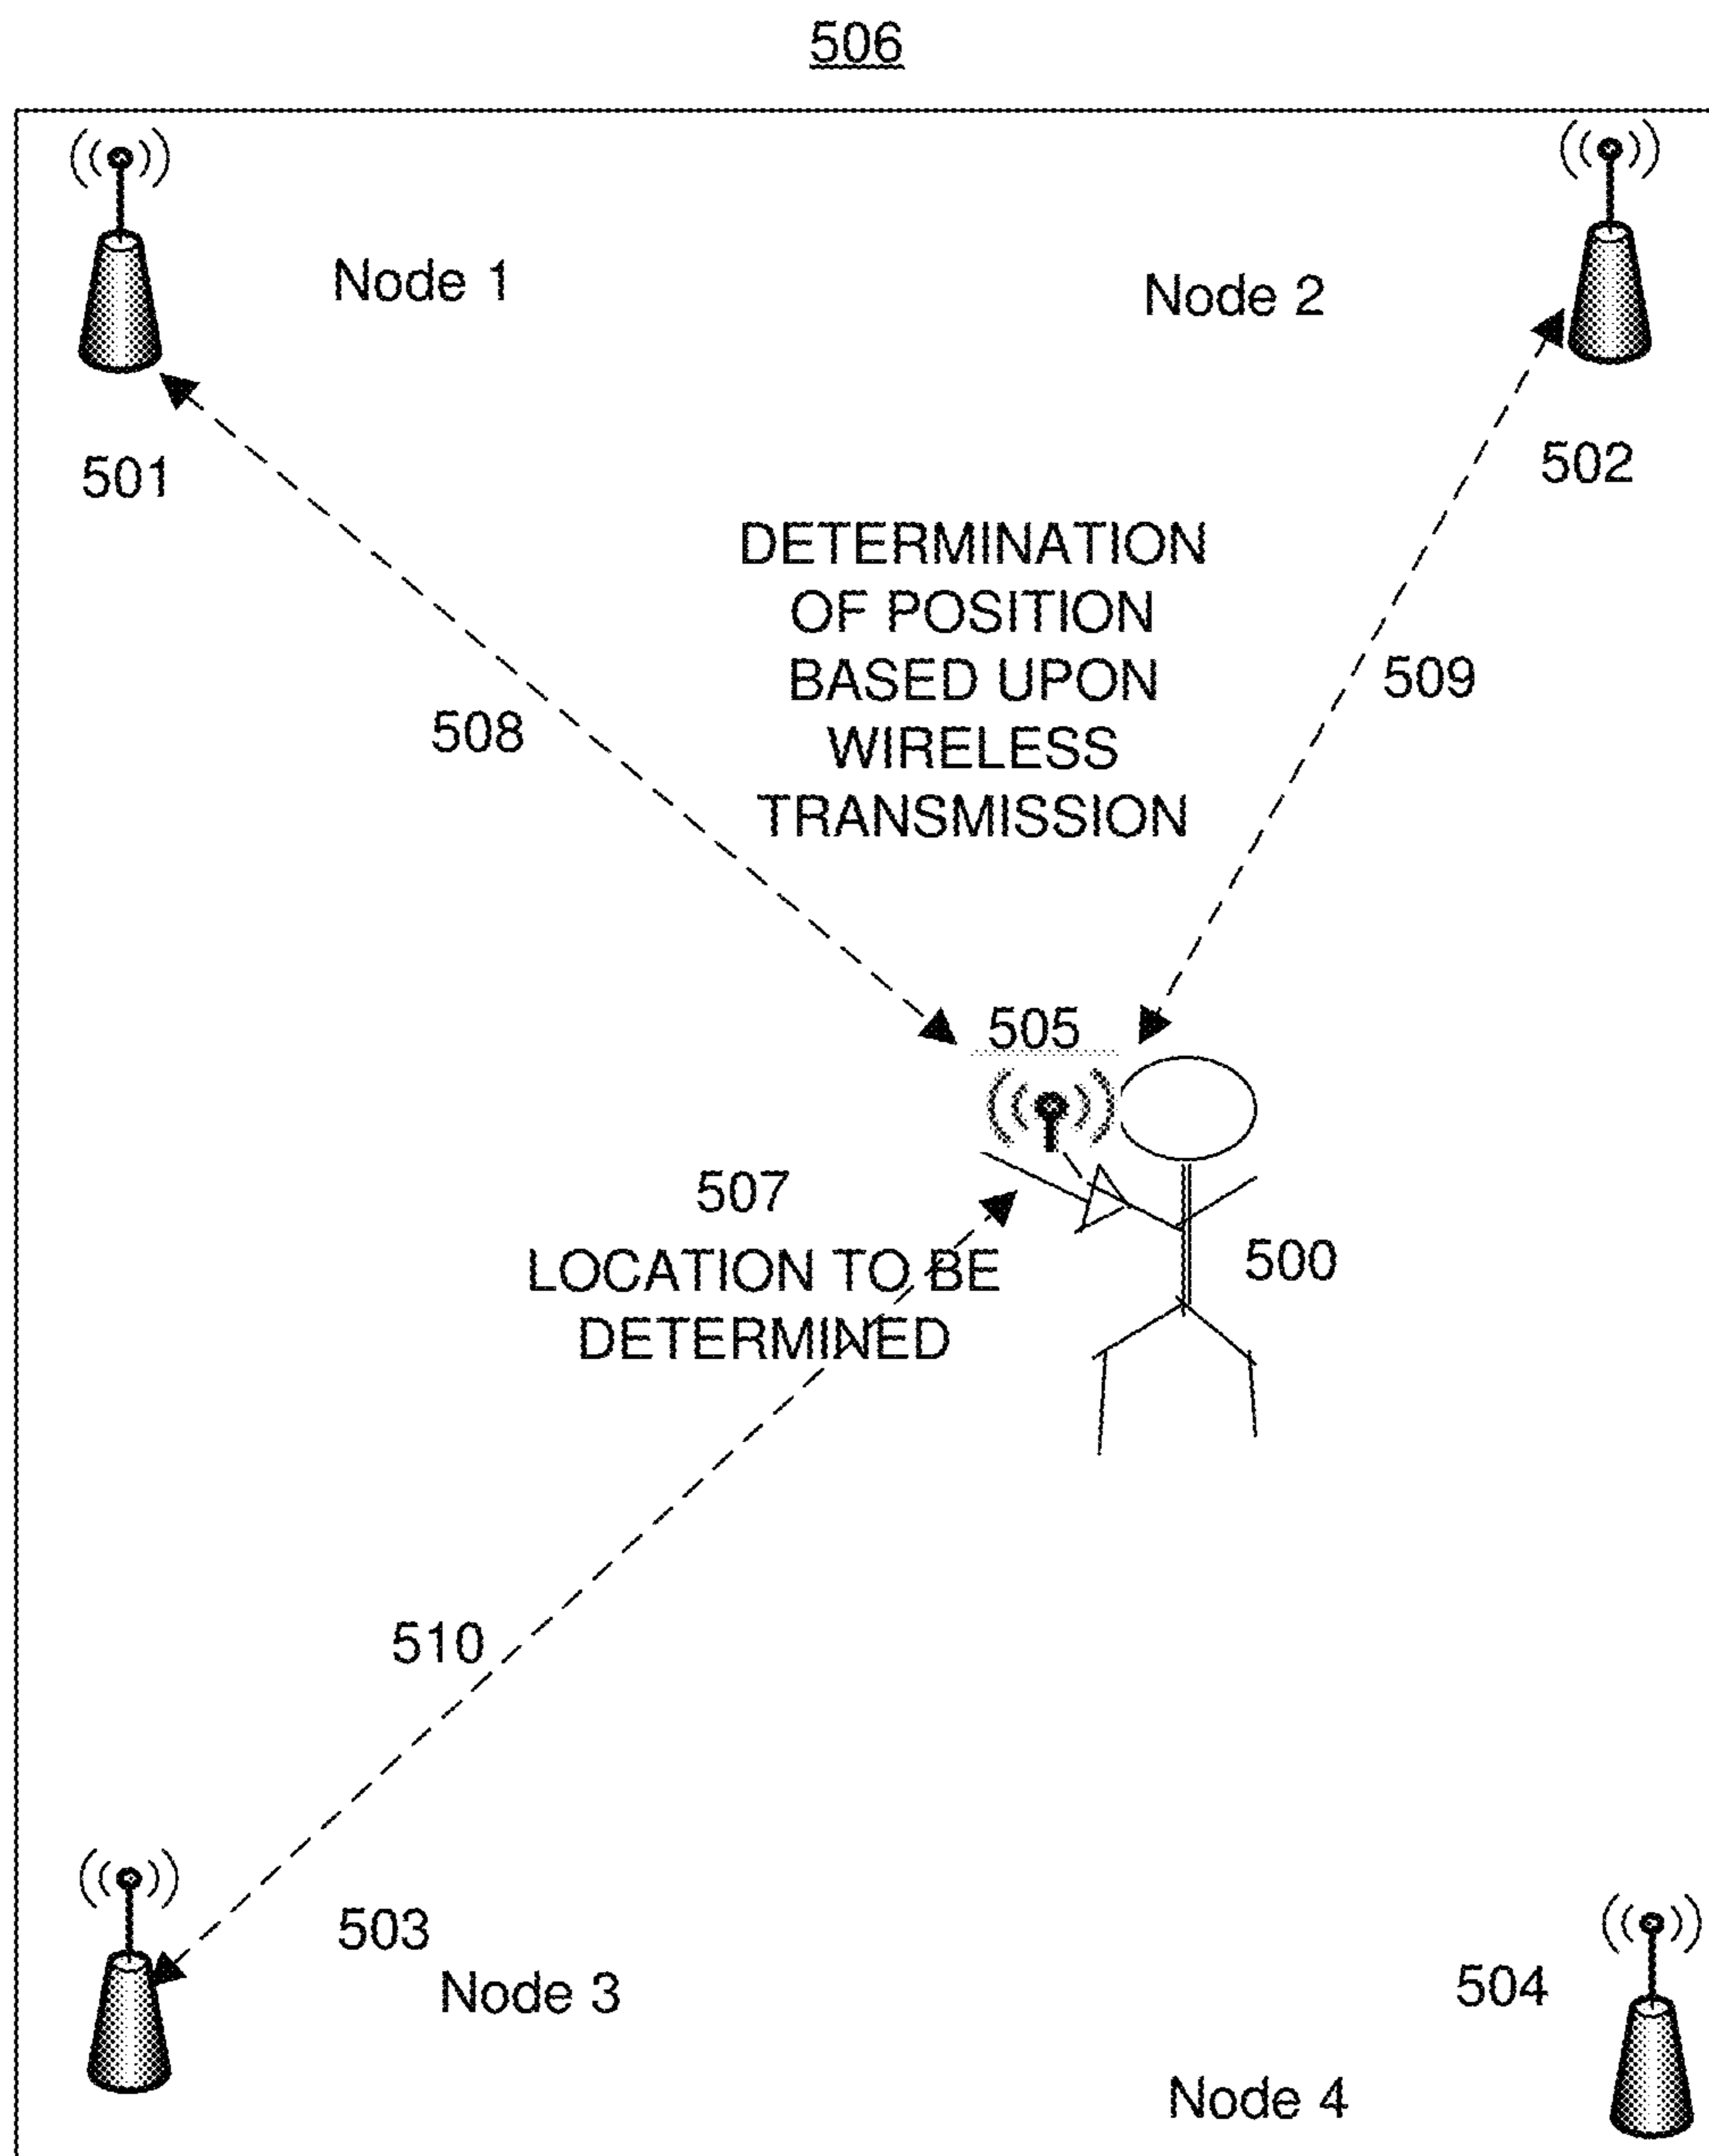 506
Node 1
Node 2
501
502
DETERMINATION
OF POSITION
BASED UPON
WIRELESS
TRANSMISSION
508
509
505
507
LOCATION TO BE
DETERMINED
500
510
503
Node 3
504
Node 4